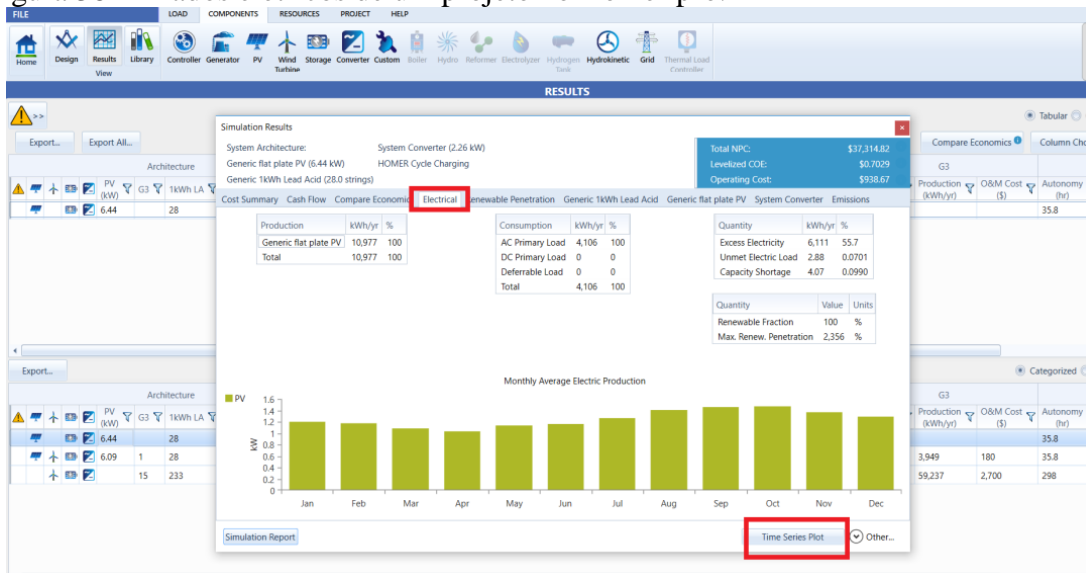 FILE LOAD COMPONENTS RESOURCES PROJECT HELP
Home Design Results Library Controller Generator PV Wind Turbine Storage Converter Custom Boiler Hydro Reformer Electrolyzer Hydrogen Tank Hydrokinetic Grid Thermal Load Controller
View
RESULTS
>> Tabular
Export... Export All... Compare Economics Column Cho
Architecture G3
PV (kW) G3 1kWh LA Production (kWh/yr) O&M Cost ($) Autonomy (hr)
6.44 28 35.8
Simulation Results
System Architecture: System Converter (2.26 kW)
Generic flat plate PV (6.44 kW) HOMER Cycle Charging
Generic 1kWh Lead Acid (28.0 strings)
Total NPC: $37,314.82
Levelized COE: $0.7029
Operating Cost: $938.67
Cost Summary Cash Flow Compare Economic Electrical enewable Penetration Generic 1kWh Lead Acid Generic flat plate PV System Converter Emissions
Production kWh/yr %
Generic flat plate PV 10,977 100
Total 10,977 100
Consumption kWh/yr %
AC Primary Load 4,106 100
DC Primary Load 0 0
Deferrable Load 0 0
Total 4,106 100
Quantity kWh/yr %
Excess Electricity 6,111 55.7
Unmet Electric Load 2.88 0.0701
Capacity Shortage 4.07 0.0990
Quantity Value Units
Renewable Fraction 100 %
Max. Renew. Penetration 2,356 %
Monthly Average Electric Production
PV
kW
1.6
1.4
1.2
1
0.8
0.6
0.4
0.2
0
Jan Feb Mar Apr May Jun Jul Aug Sep Oct Nov Dec
Simulation Report Time Series Plot Other...
Export... Categorized
Architecture G3
PV (kW) G3 1kWh LA Production (kWh/yr) O&M Cost ($) Autonomy (hr)
6.44 28 35.8
6.09 1 28 3,949 180 35.8
15 233 59,237 2,700 298